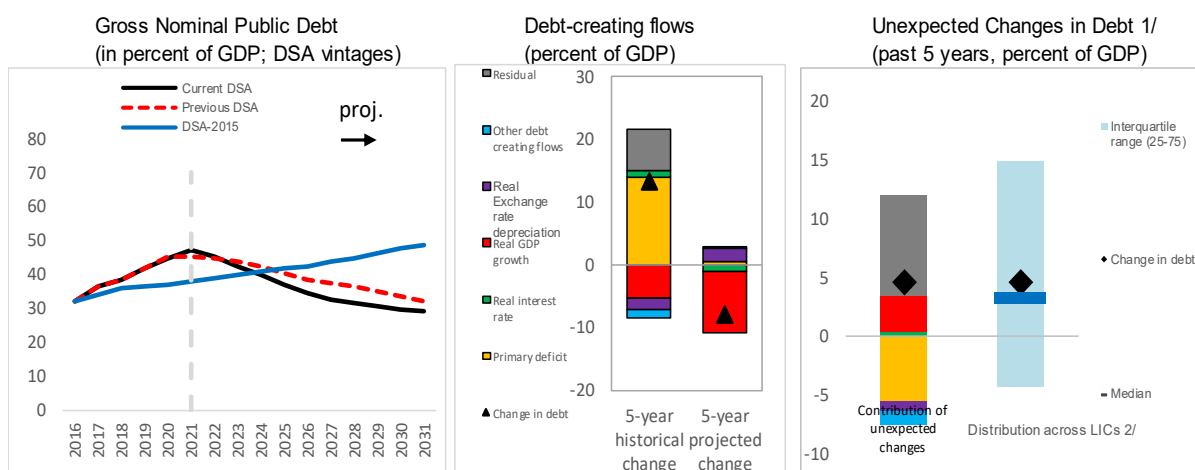 Gross Nominal Public Debt
(in percent of GDP; DSA vintages)
Current DSA
Previous DSA
DSA-2015
proj.
80
70
60
50
40
30
20
10
0
2016
2017
2018
2019
2020
2021
2022
2023
2024
2025
2026
2027
2028
2029
2030
2031
Debt-creating flows
(percent of GDP)
Residual
Other debt
creating flows
Real
Exchange
rate
depreciation
Real GDP
growth
Real interest
rate
Primary deficit
Change in debt
30
20
10
0
-10
-20
5-year
historical
change
5-year
projected
change
Unexpected Changes in Debt 1/
(past 5 years, percent of GDP)
20
15
10
5
0
-5
-10
Interquartile
range (25-75)
Change in debt
Median
Contribution of
unexpected
changes
Distribution across LICs 2/